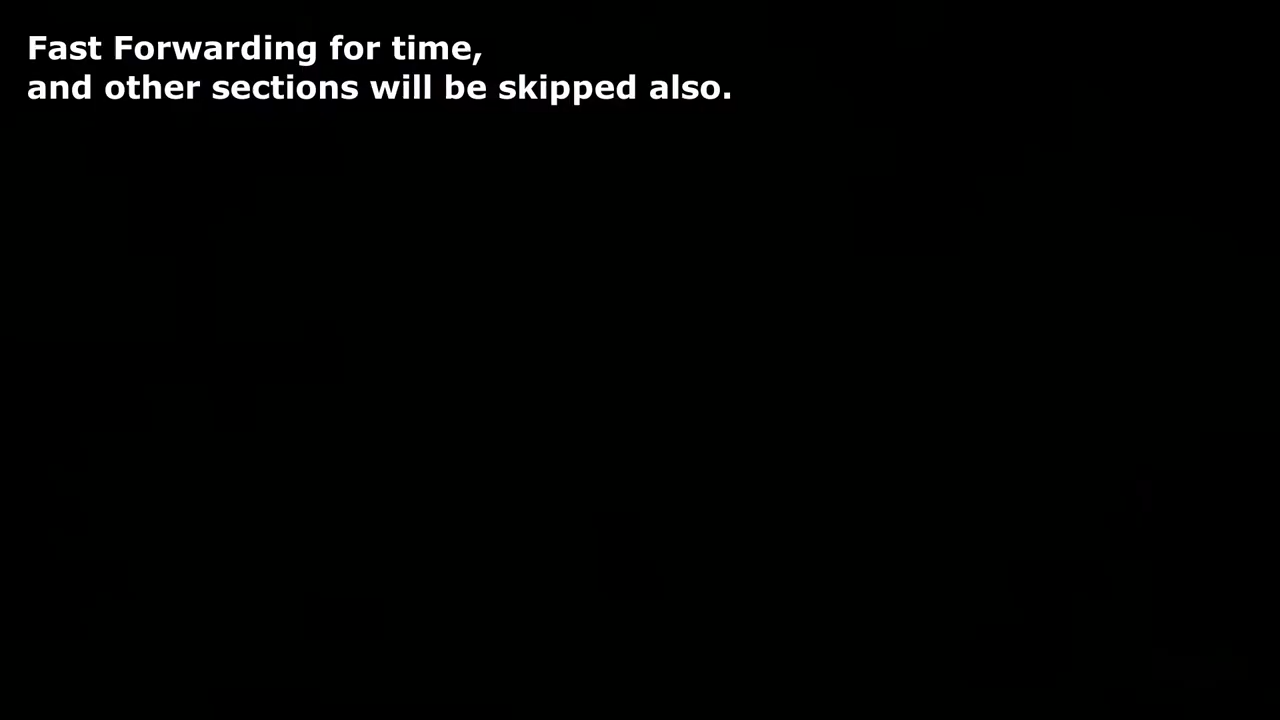 Fast Forwarding for time,
and other sections will be skipped also.